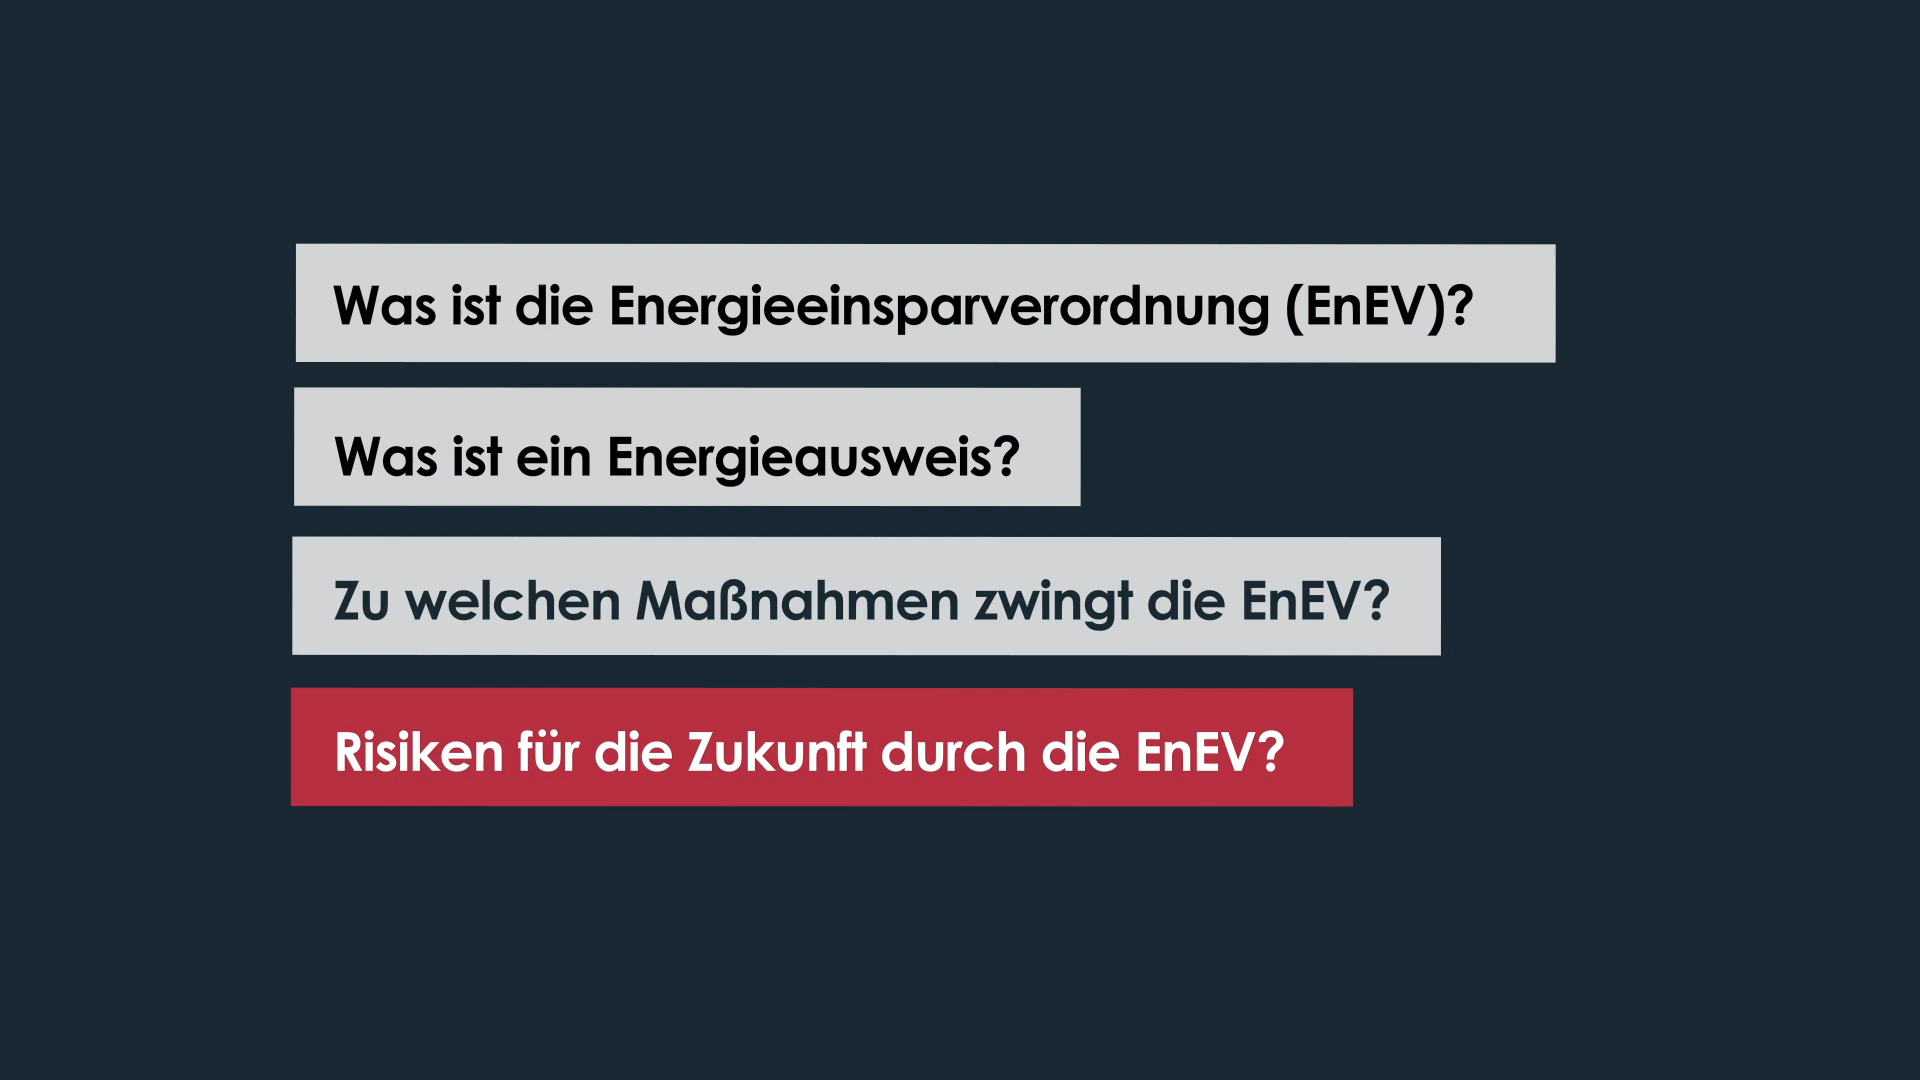 Was ist die Energieeinsparverordnung (EnEV)?
Was ist ein Energieausweis?
Zu welchen Maßnahmen zwingt die EnEV?
Risiken für die Zukunft durch die EnEV?